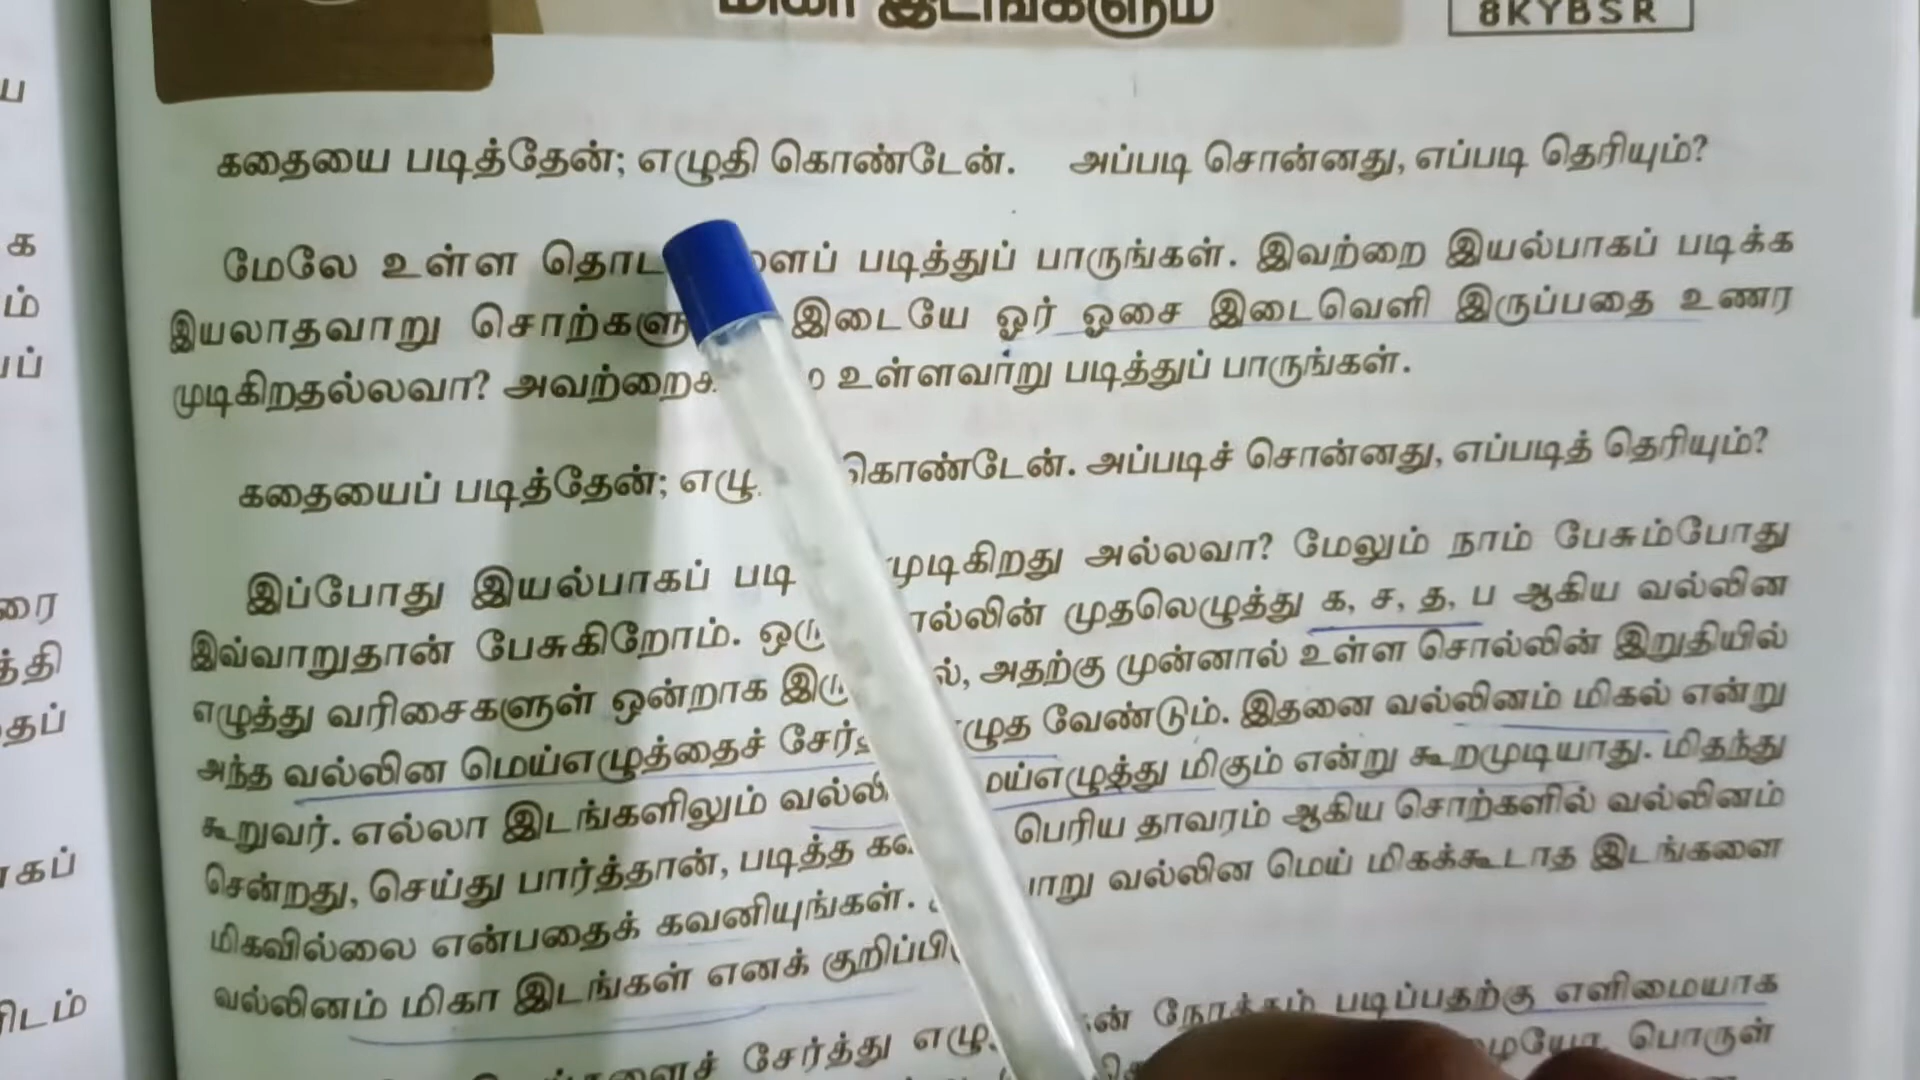 மிகா இடங்களும்
8KYBSR
கதையை படித்தேன்; எழுதி கொண்டேன். அப்படி சொன்னது, எப்படி தெரியும்?
மேலே உள்ள படித்துப் பாருங்கள். இவற்றை இயல்பாகப் படிக்க
இயலாதவாறு இடையே ஓர் ஓசை இடைவெளி இருப்பதை உணர
முடிகிறதல்லவா? உள்ளவாறு படித்துப் பாருங்கள்.
கதையைப் படித்தேன்; கொண்டேன். அப்படிச் சொன்னது, எப்படித் தெரியும்?
இப்போது இயல்பாகப் முடிகிறது அல்லவா? மேலும் நாம் பேசும்போது
இவ்வாறுதான் பேசுகிறோம். முதலெழுத்து க, ச, த, ப ஆகிய வல்லின
எழுத்து வரிசைகளுள் ஒன்றாக அதற்கு முன்னால் உள்ள சொல்லின் இறுதியில்
அந்த வல்லின மெய்எழுத்தைச் வேண்டும். இதனை வல்லினம் மிகல் என்று
கூறுவர். எல்லா இடங்களிலும் மிகும் என்று கூறமுடியாது. மிதந்து
சென்றது, செய்து பார்த்தான், படித்த பெரிய தாவரம் ஆகிய சொற்களில் வல்லினம்
மிகவில்லை என்பதைக் கவனியுங்கள். வல்லின மெய் மிகக்கூடாத இடங்களை
வல்லினம் மிகா இடங்கள் எனக்
சேர்த்து படிப்பதற்கு எளிமையாக
பொருள்